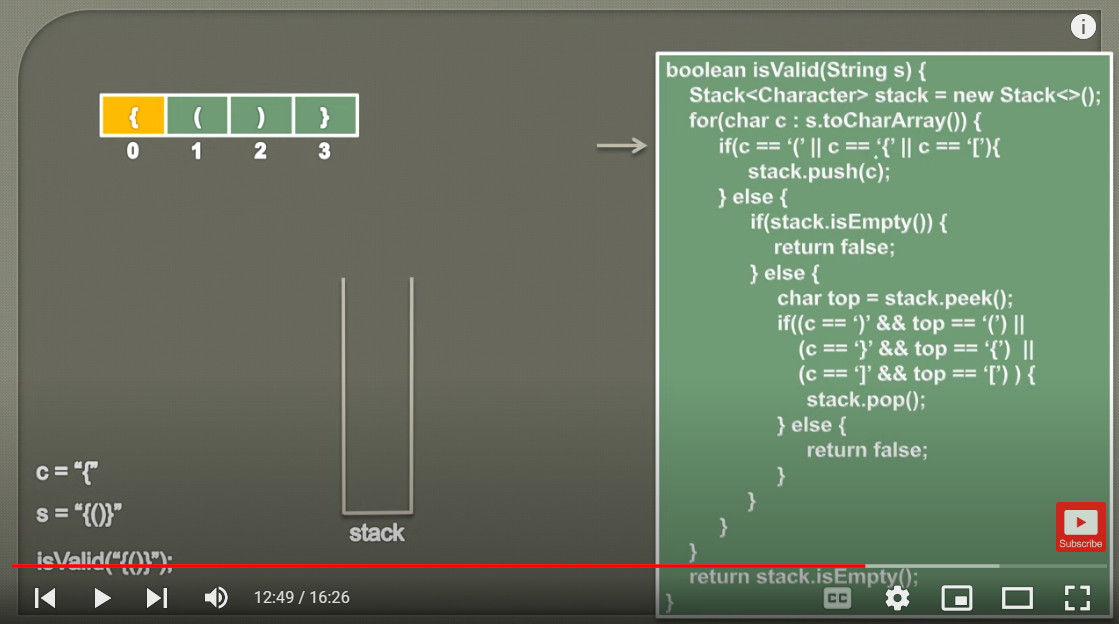 { ( ) }
0 1 2 3
boolean isValid(String s) {
Stack<Character> stack = new Stack<>();
for(char c : s.toCharArray()) {
if(c == ‘(’ || c == ‘{’ || c == ‘[’){
stack.push(c);
} else {
if(stack.isEmpty()) {
return false;
} else {
char top = stack.peek();
if((c == ‘)’ && top == ‘(’) ||
(c == ‘}’ && top == ‘{’) ||
(c == ‘]’ && top == ‘[’) ) {
stack.pop();
} else {
return false;
}
}
}
}
return stack.isEmpty();
}
stack
c = “{”
s = “{()}”
isValid(“{()}”);
Subscribe
12:49 / 16:26
CC
i